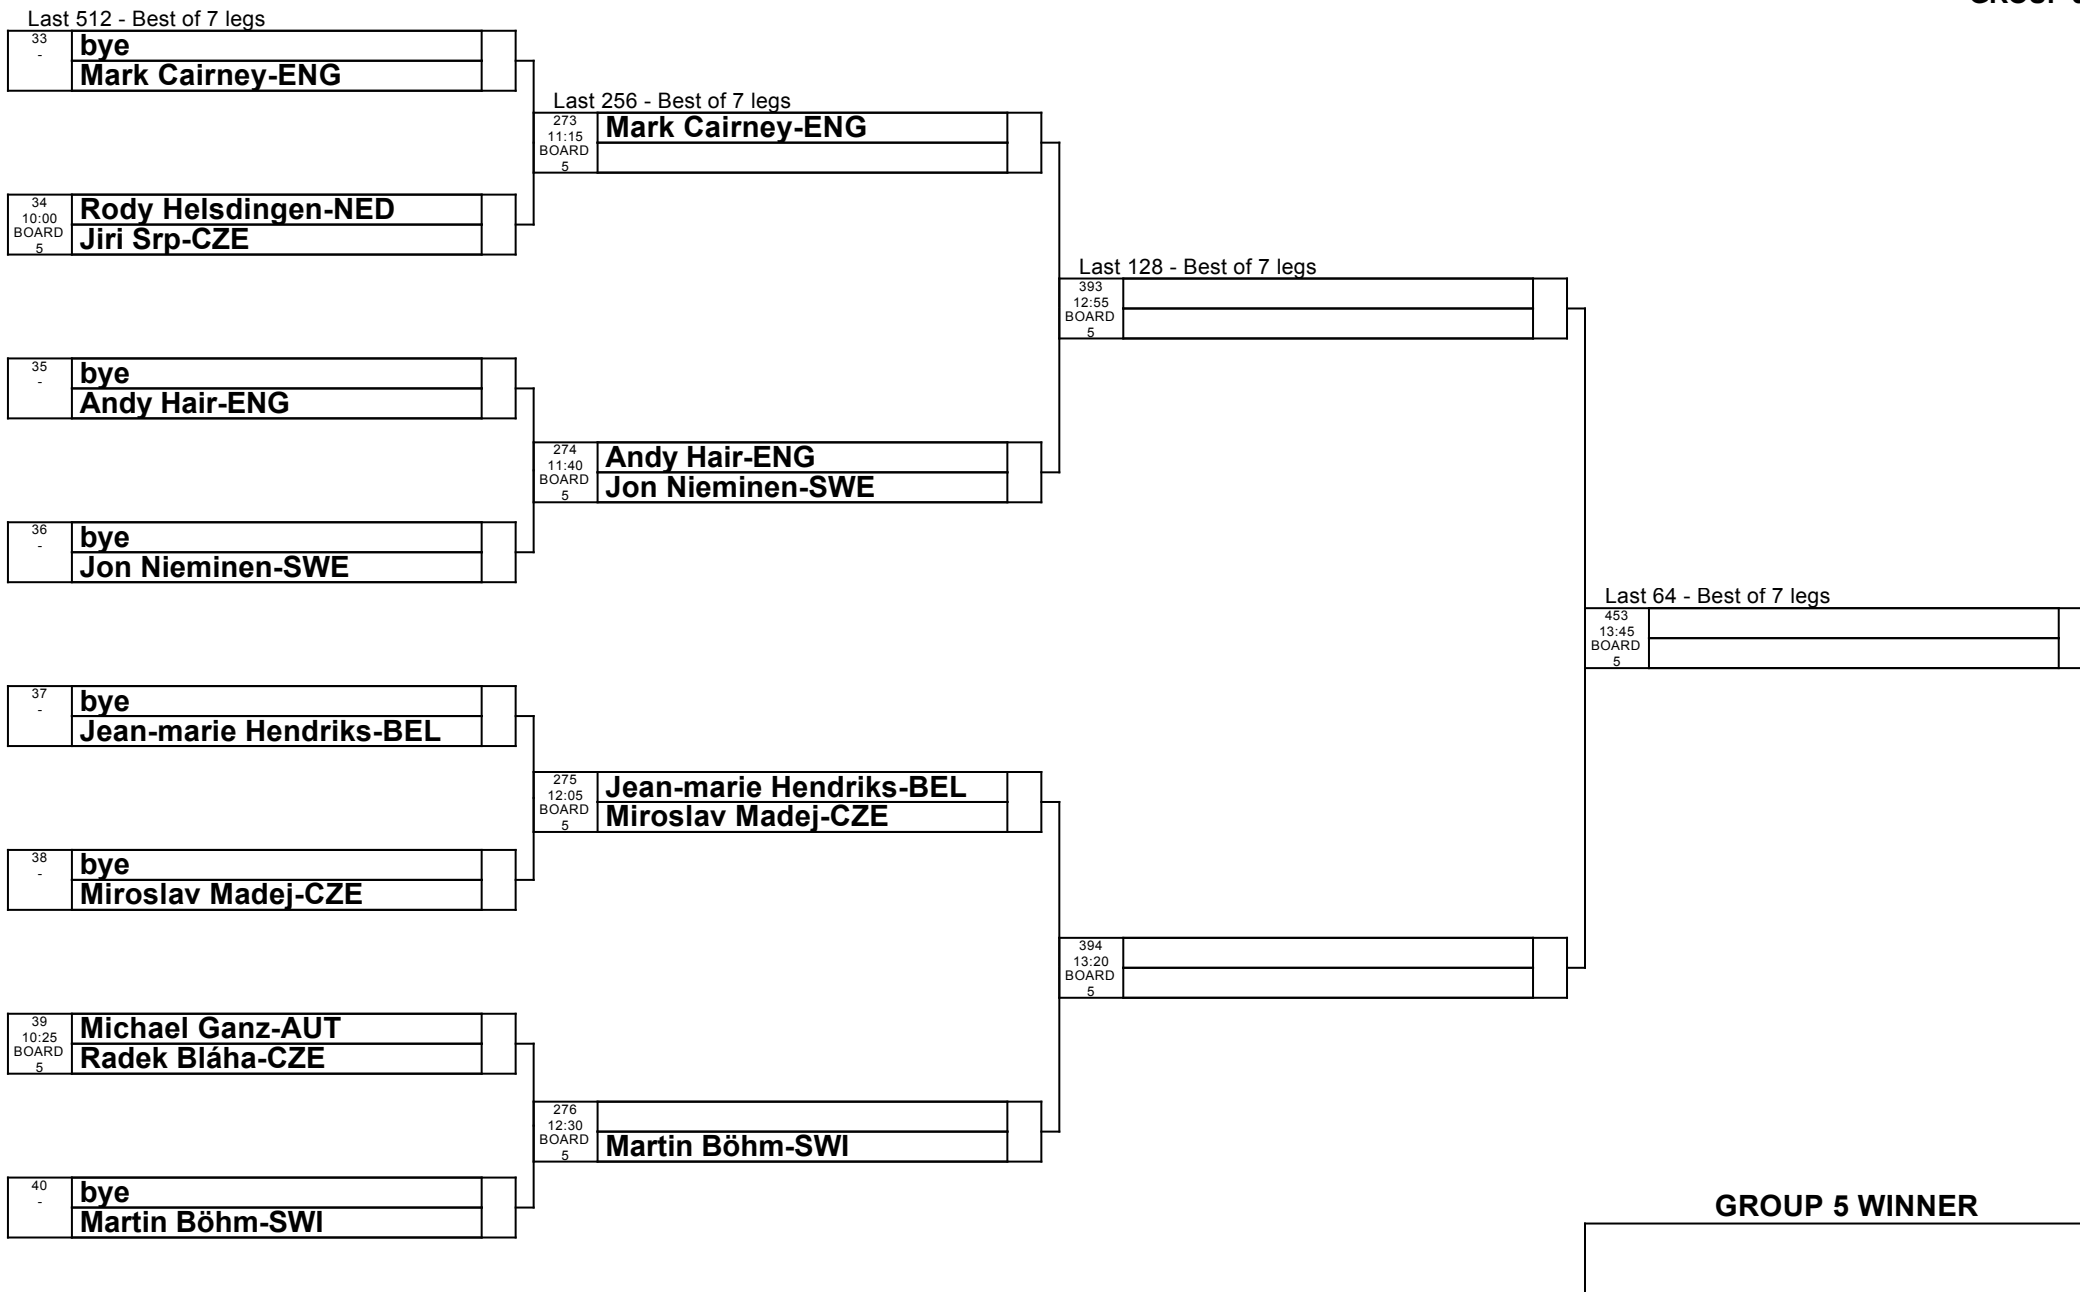 Last 512 - Best of 7 legs
33
-
bye
Mark Cairney-ENG
34
10:00
BOARD
5
Rody Helsdingen-NED
Jiri Srp-CZE
35
-
bye
Andy Hair-ENG
36
-
bye
Jon Nieminen-SWE
37
-
bye
Jean-marie Hendriks-BEL
38
-
bye
Miroslav Madej-CZE
39
10:25
BOARD
5
Michael Ganz-AUT
Radek Bláha-CZE
40
-
bye
Martin Böhm-SWI
Last 256 - Best of 7 legs
273
11:15
BOARD
5
Mark Cairney-ENG
274
11:40
BOARD
5
Andy Hair-ENG
Jon Nieminen-SWE
275
12:05
BOARD
5
Jean-marie Hendriks-BEL
Miroslav Madej-CZE
276
12:30
BOARD
5
Martin Böhm-SWI
Last 128 - Best of 7 legs
393
12:55
BOARD
5
394
13:20
BOARD
5
Last 64 - Best of 7 legs
453
13:45
BOARD
5
GROUP 5 WINNER